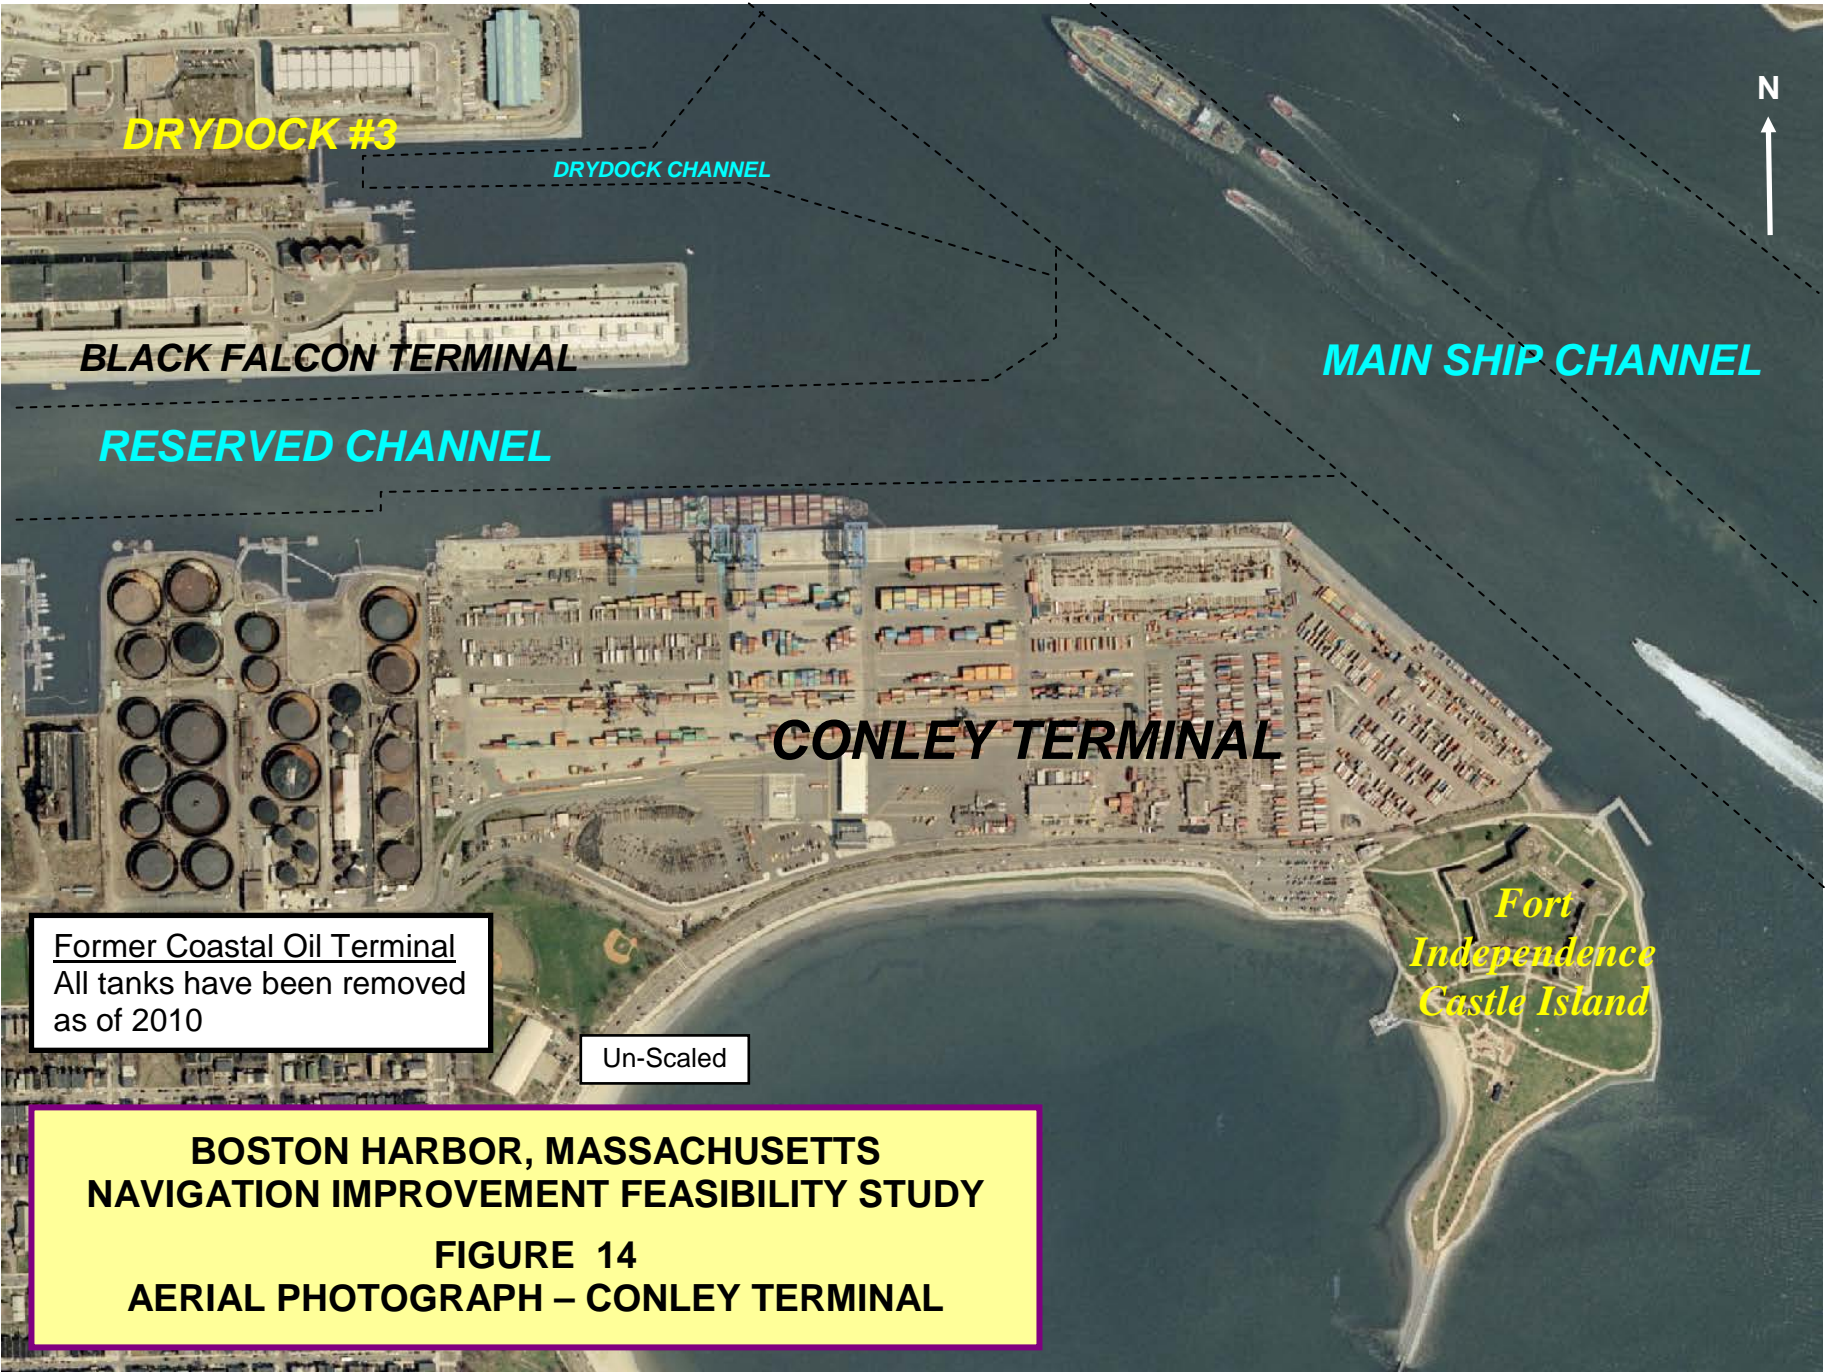 N
DRYDOCK #3
DRYDOCK CHANNEL
BLACK FALCON TERMINAL
MAIN SHIP CHANNEL
RESERVED CHANNEL
CONLEY TERMINAL
Fort
Independence
Castle Island
Former Coastal Oil Terminal
All tanks have been removed
as of 2010
Un-Scaled
BOSTON HARBOR, MASSACHUSETTS
NAVIGATION IMPROVEMENT FEASIBILITY STUDY
FIGURE 14
AERIAL PHOTOGRAPH – CONLEY TERMINAL